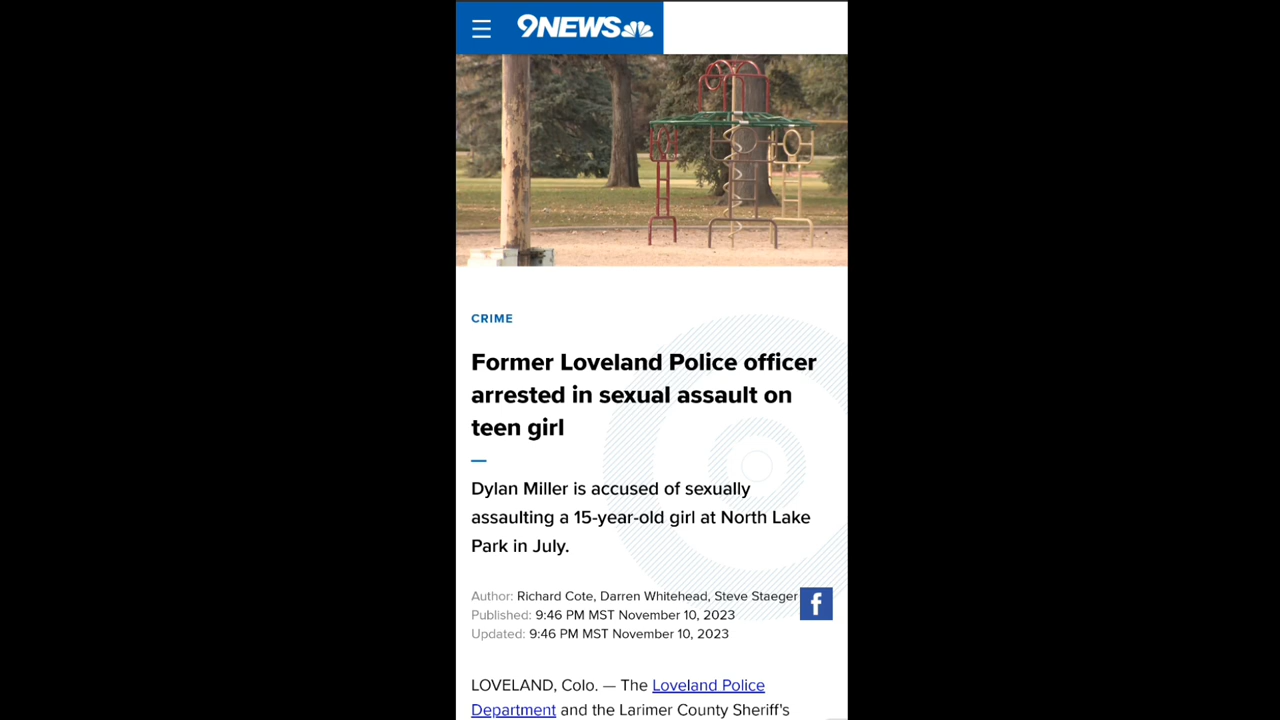 9NEWS
CRIME
Former Loveland Police officer
arrested in sexual assault on
teen girl
Dylan Miller is accused of sexually
assaulting a 15-year-old girl at North Lake
Park in July.
Author: Richard Cote, Darren Whitehead, Steve Staeger
Published: 9:46 PM MST November 10, 2023
Updated: 9:46 PM MST November 10, 2023
LOVELAND, Colo. — The Loveland Police
Department and the Larimer County Sheriff's